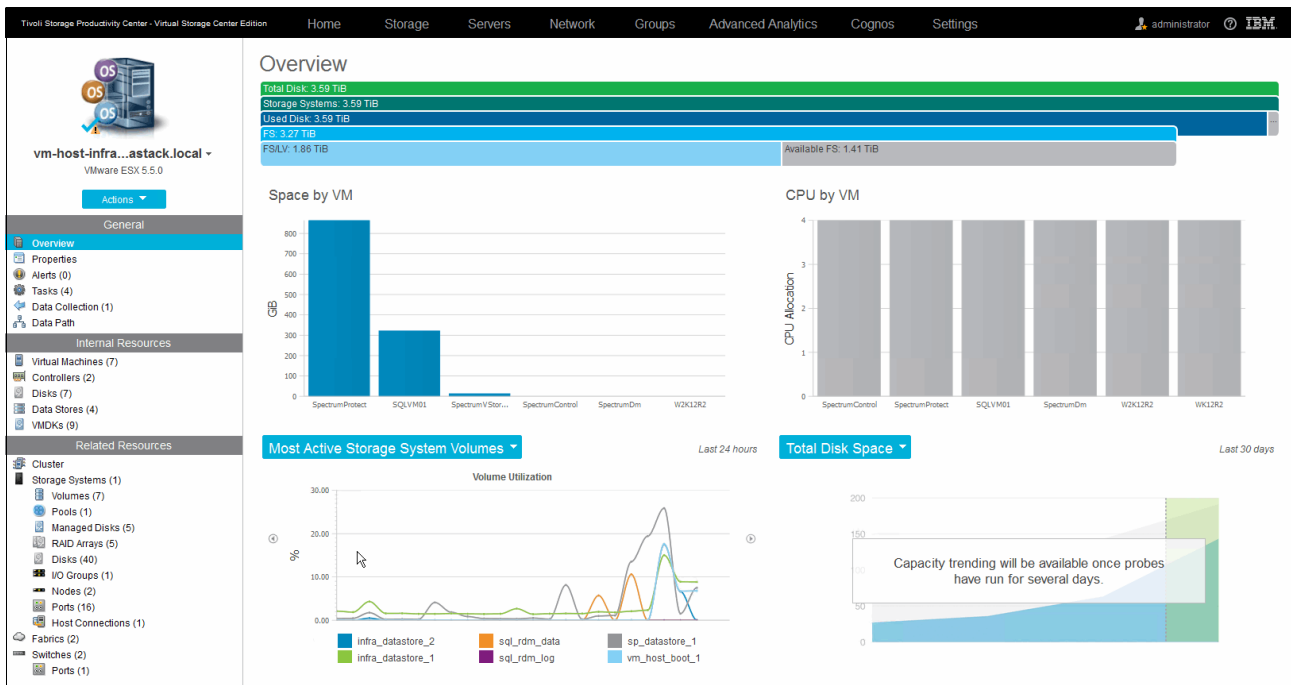 Tivoli Storage Productivity Center - Virtual Storage Center Edition
Home Storage Servers Network Groups Advanced Analytics Cognos Settings
administrator ? IBM.
OS
OS
OS
vm-host-infra...astack.local
VMware ESX 5.5.0
Actions
General
Overview
Properties
Alerts (0)
Tasks (4)
Data Collection (1)
Data Path
Internal Resources
Virtual Machines (7)
Controllers (2)
Disks (7)
Data Stores (4)
VMDKs (9)
Related Resources
Cluster
Storage Systems (1)
Volumes (7)
Pools (1)
Managed Disks (5)
RAID Arrays (5)
Disks (40)
I/O Groups (1)
Nodes (2)
Ports (16)
Host Connections (1)
Fabrics (2)
Switches (2)
Ports (1)
Overview
Total Disk: 3.59 TiB
Storage Systems: 3.59 TiB
Used Disk: 3.59 TiB
...
FS: 3.27 TiB
FS/LV: 1.86 TiB Available FS: 1.41 TiB
Space by VM
GiB
800
700
600
500
400
300
200
100
0
SpectrumProtect SQLVM01 SpectrumVStor... SpectrumControl SpectrumDm W2K12R2
CPU by VM
CPU Allocation
4
3
2
1
0
SpectrumControl SpectrumProtect SQLVM01 SpectrumDm W2K12R2 WK12R2
Most Active Storage System Volumes
Last 24 hours
Volume Utilization
%
30.00
20.00
10.00
0.00
infra_datastore_2 sql_rdm_data sp_datastore_1
infra_datastore_1 sql_rdm_log vm_host_boot_1
Total Disk Space
Last 30 days
200
150
100
50
0
Capacity trending will be available once probes
have run for several days.